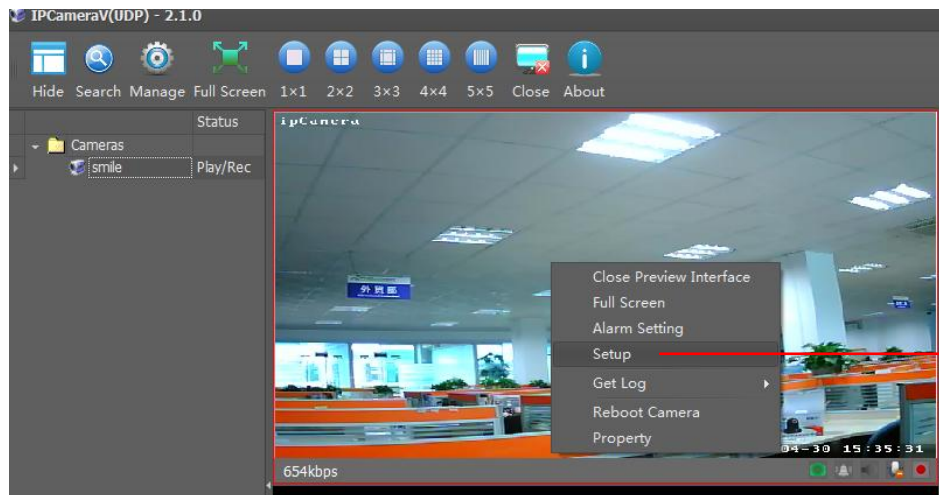 IPCameraV(UDP) - 2.1.0
Hide Search Manage Full Screen 1×1 2×2 3×3 4×4 5×5 Close About
Status
Cameras
smile Play/Rec
ipCamera
外贸部
Close Preview Interface
Full Screen
Alarm Setting
Setup
Get Log
Reboot Camera
Property
04-30 15:35:31
654kbps